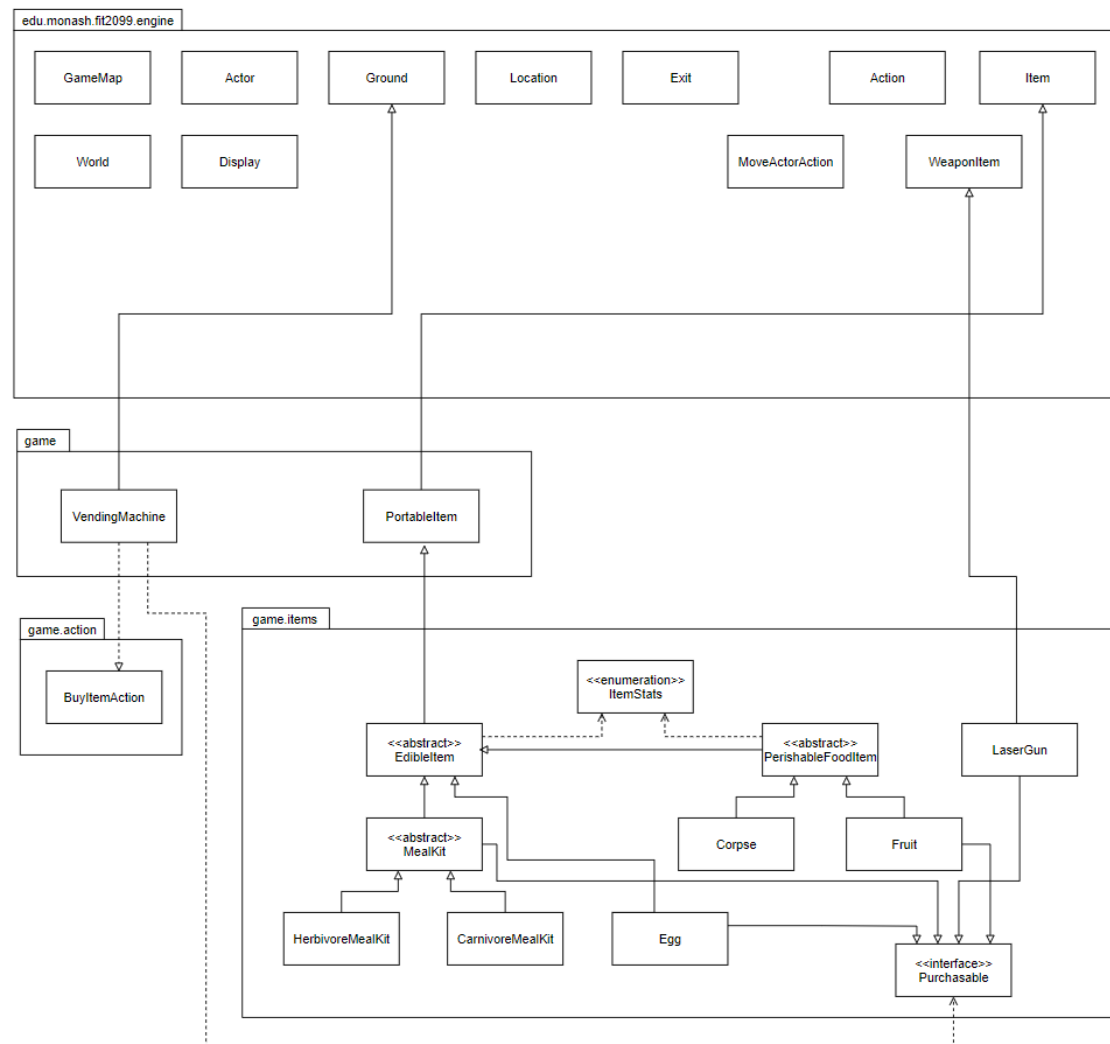 edu.monash.fit2099.engine
GameMap
Actor
Ground
Location
Exit
Action
Item
World
Display
MoveActorAction
WeaponItem
game
VendingMachine
PortableItem
game.action
BuyItemAction
game.items
<<enumeration>>
ItemStats
<<abstract>>
EdibleItem
<<abstract>>
PerishableFoodItem
LaserGun
<<abstract>>
MealKit
Corpse
Fruit
HerbivoreMealKit
CarnivoreMealKit
Egg
<<interface>>
Purchasable